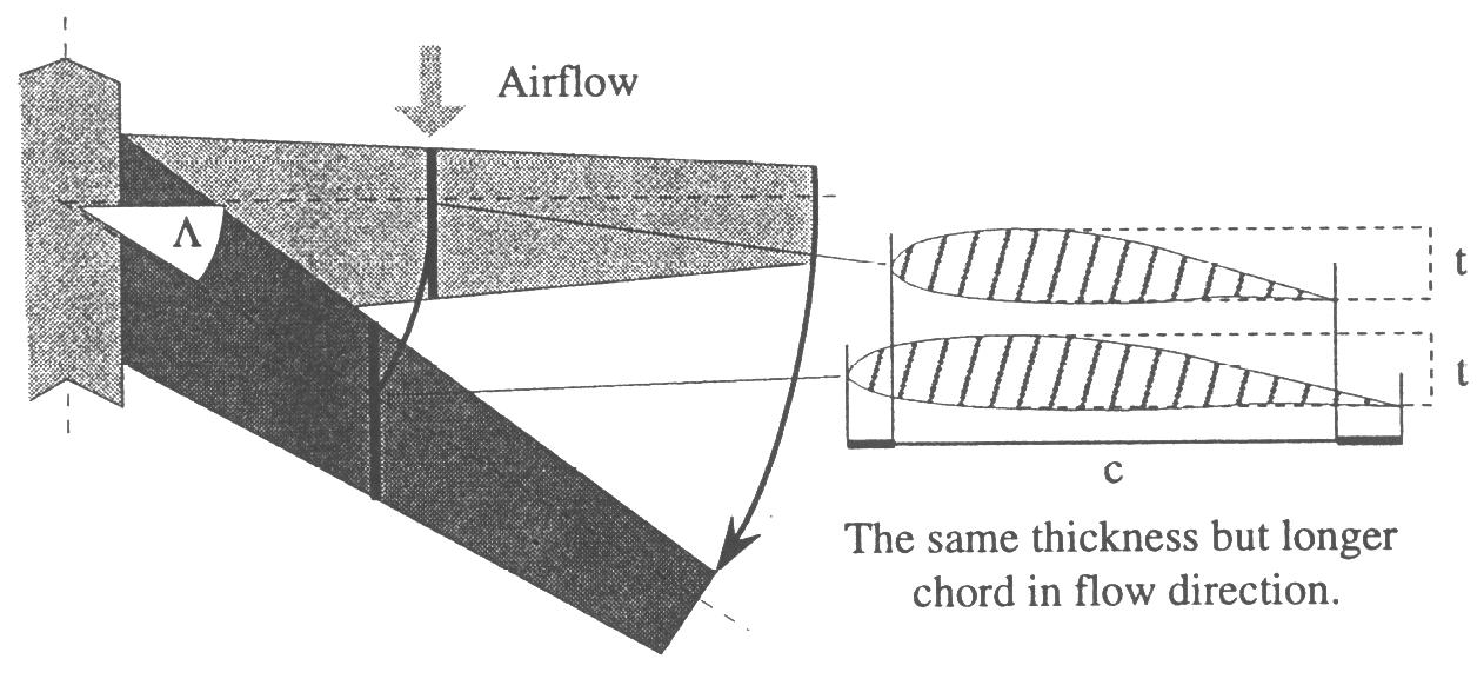 Airflow
Λ
t
t
c
The same thickness but longer
chord in flow direction.